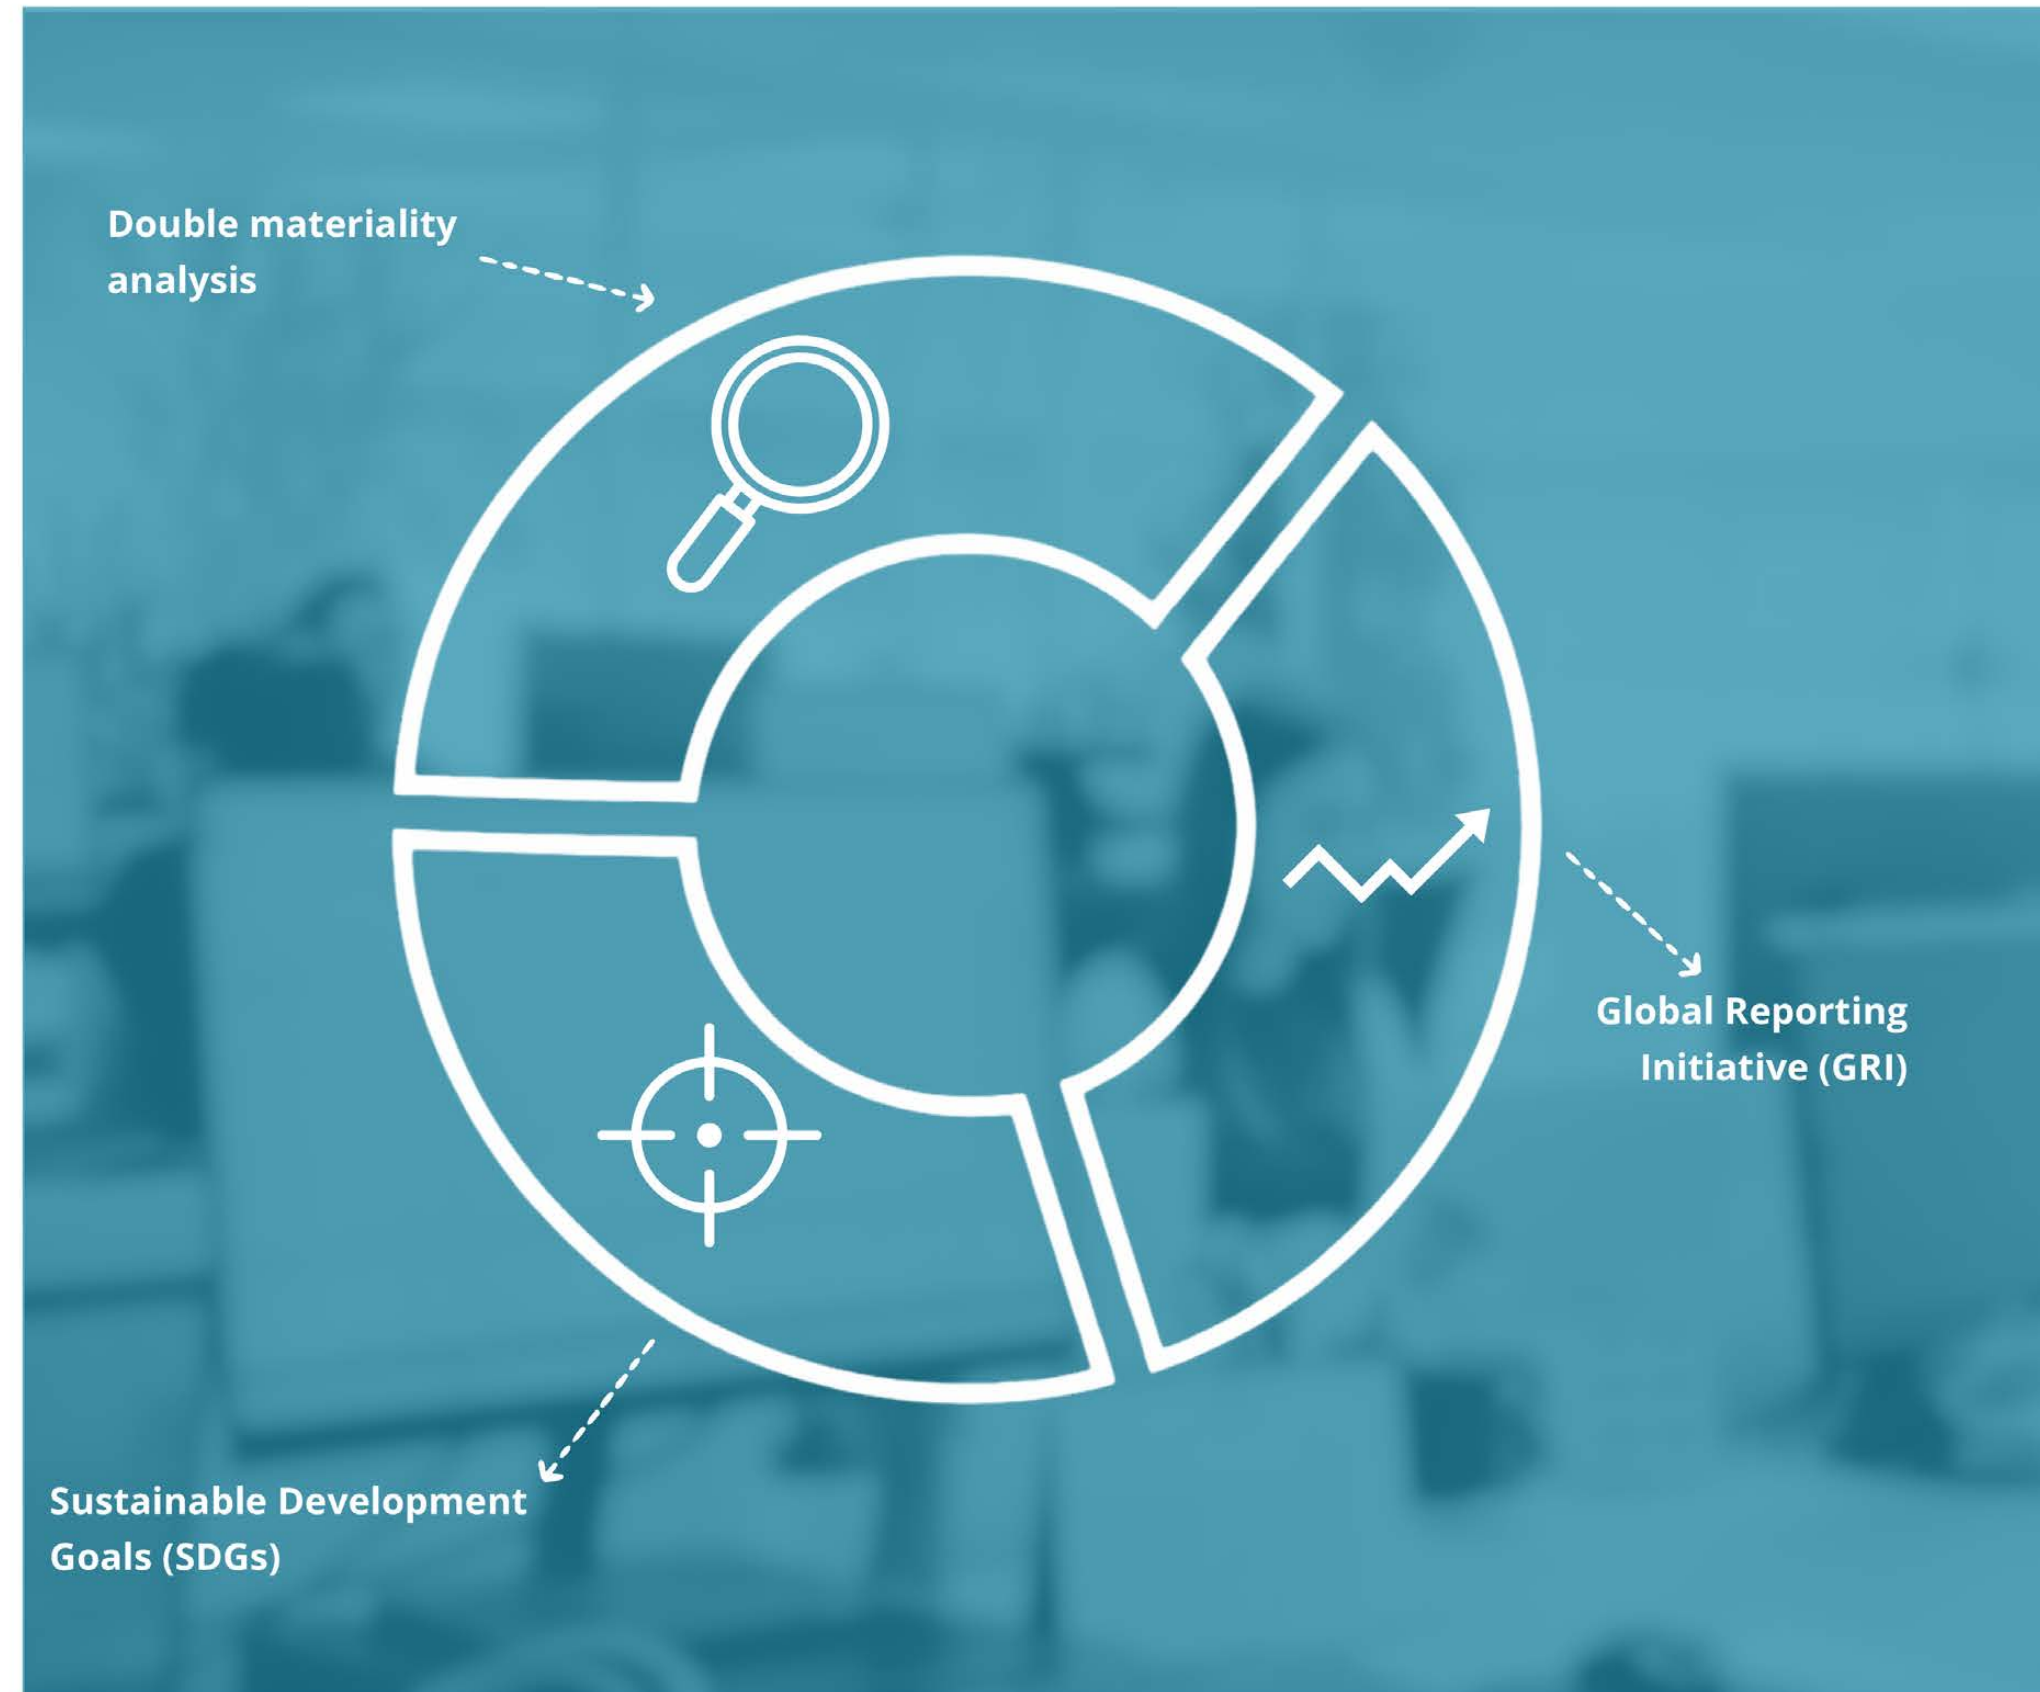 Double materiality
analysis
Global Reporting
Initiative (GRI)
Sustainable Development
Goals (SDGs)